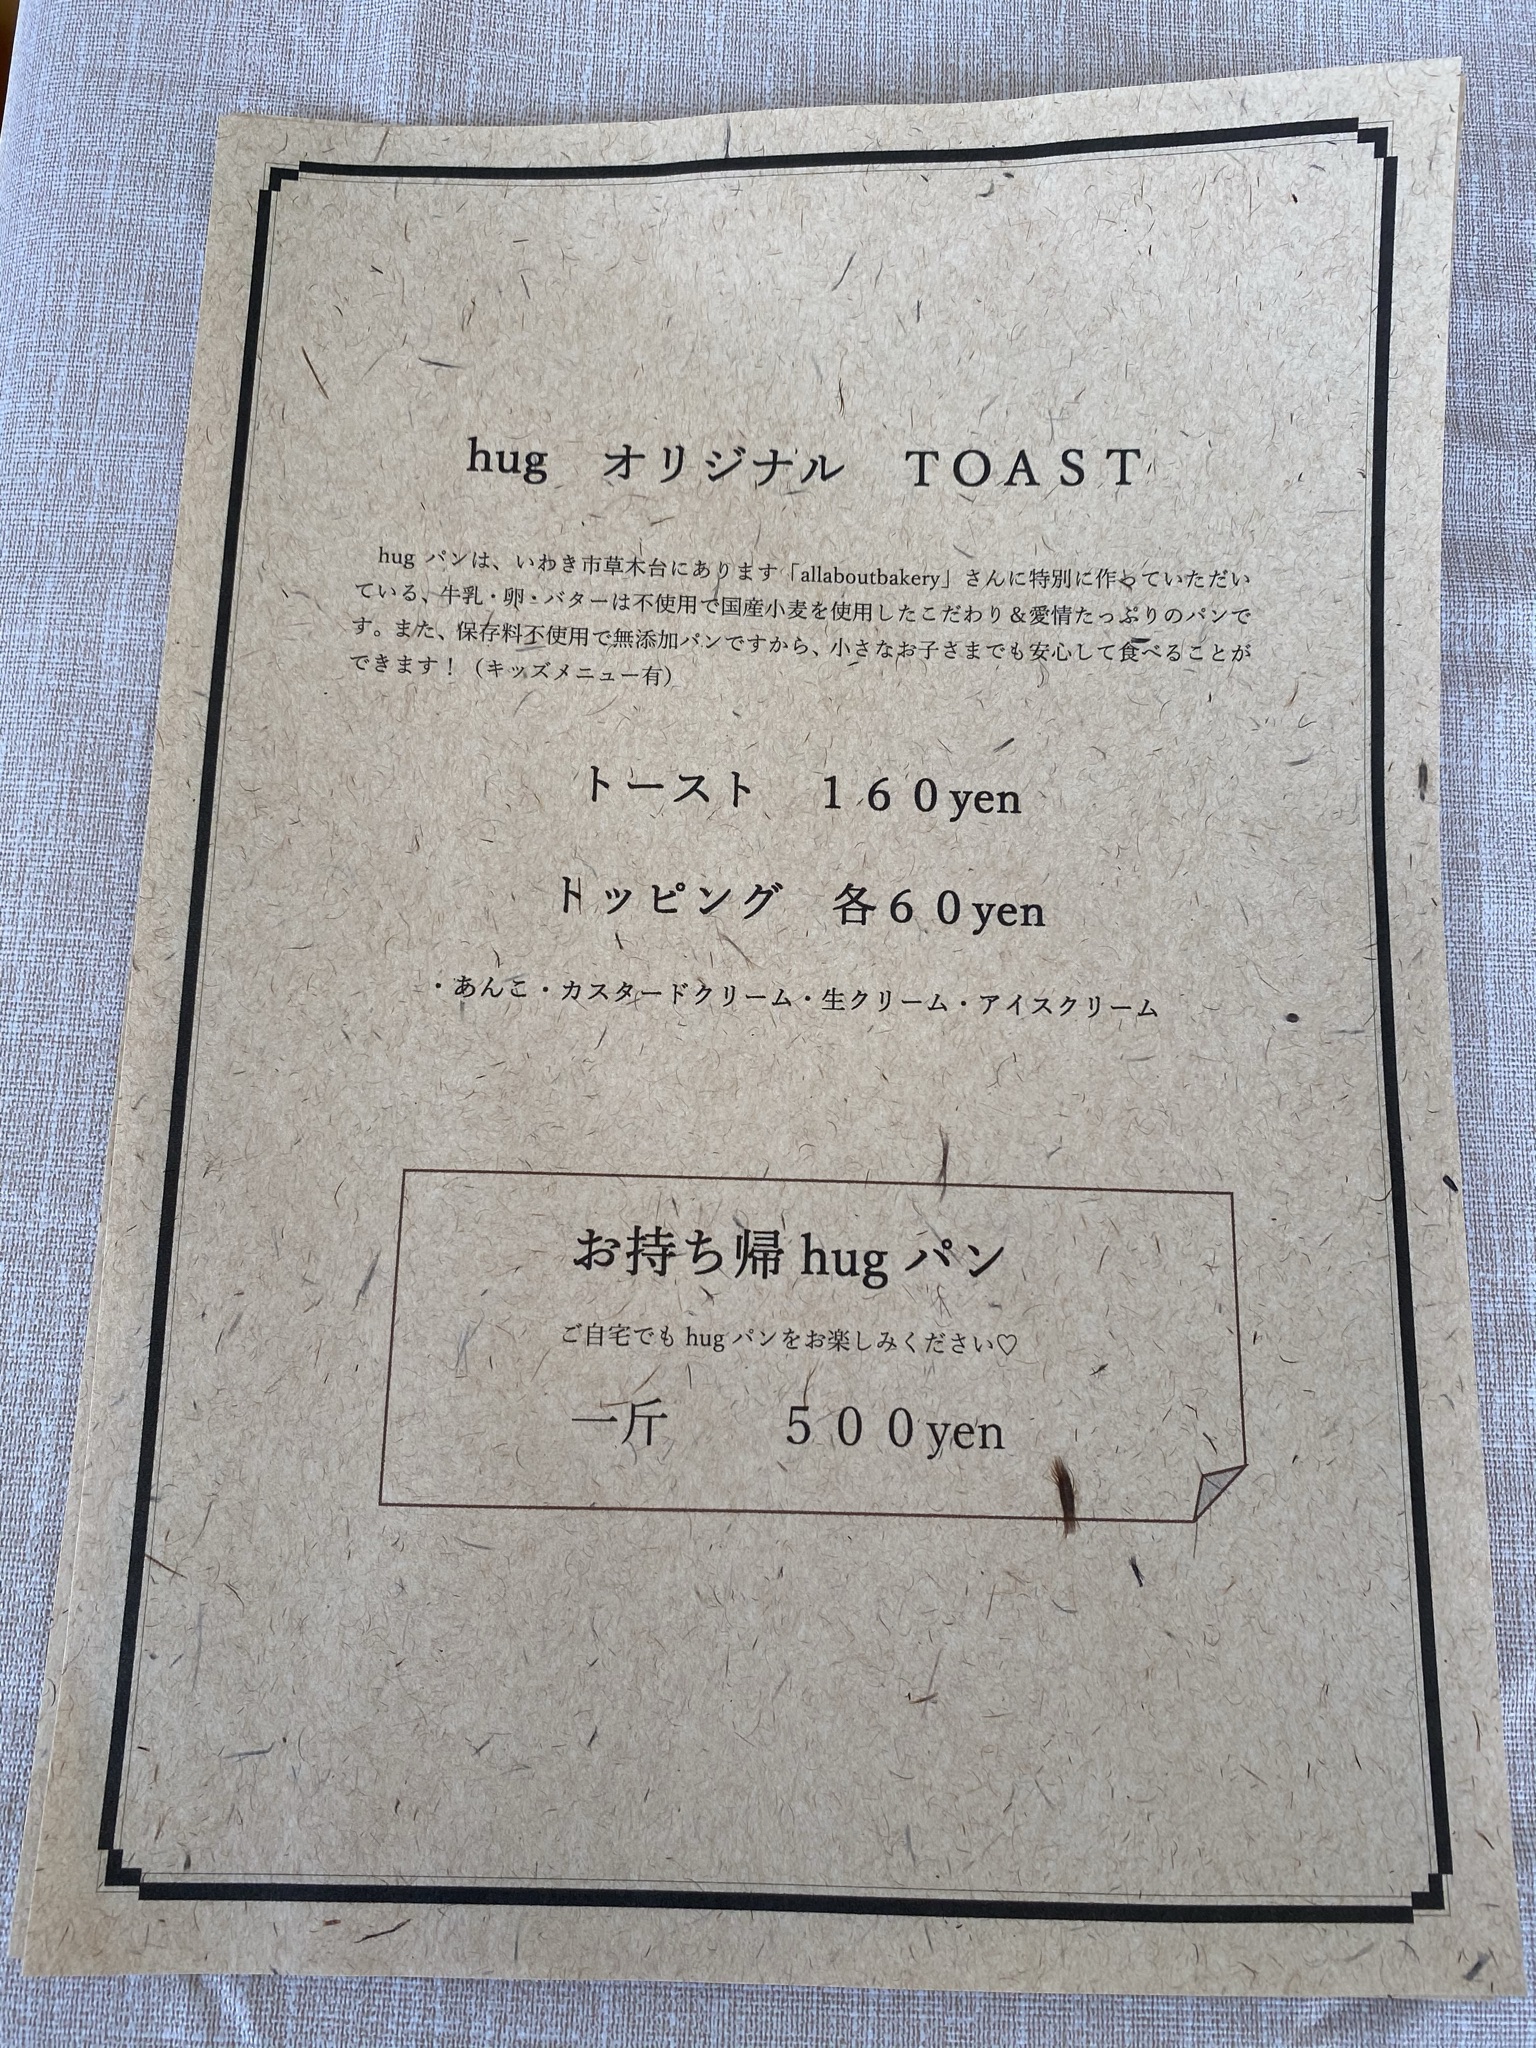 hug　オリジナル　ＴＯＡＳＴ
hug パンは、いわき市草木台にあります「allaboutbakery」さんに特別に作っていただい
ている、牛乳・卵・バターは不使用で国産小麦を使用したこだわり＆愛情たっぷりのパンで
す。また、保存料不使用で無添加パンですから、小さなお子さまでも安心して食べることが
できます！（キッズメニュー有）
トースト　１６０yen
トッピング　各６０yen
・あんこ・カスタードクリーム・生クリーム・アイスクリーム
お持ち帰 hug パン
ご自宅でも hug パンをお楽しみください♡
一斤　　５００yen